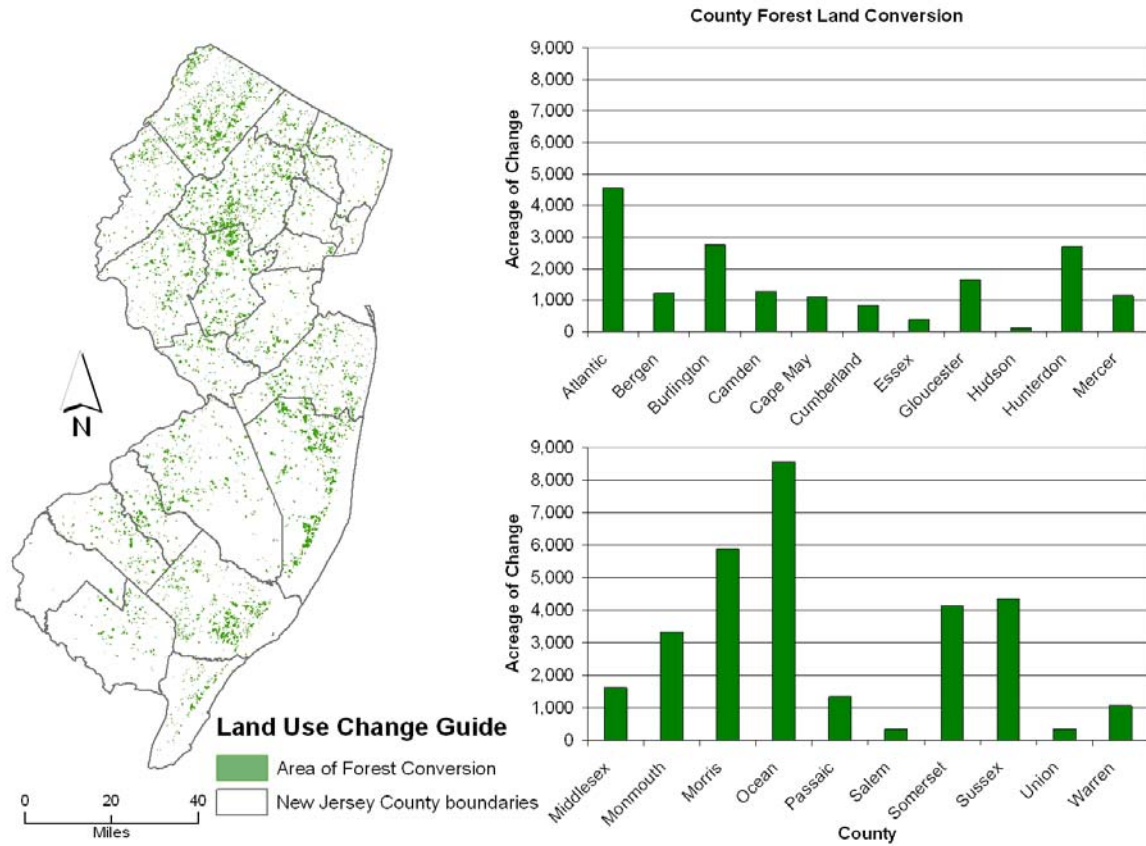 County Forest Land Conversion
9,000
8,000
7,000
6,000
5,000
4,000
3,000
2,000
1,000
0
Acreage of Change
Atlantic
Bergen
Burlington
Camden
Cape May
Cumberland
Essex
Gloucester
Hudson
Hunterdon
Mercer
N
9,000
8,000
7,000
6,000
5,000
4,000
3,000
2,000
1,000
0
Acreage of Change
Middlesex
Monmouth
Morris
Ocean
Passaic
Salem
Somerset
Sussex
Union
Warren
County
Land Use Change Guide
Area of Forest Conversion
New Jersey County boundaries
0 20 40
Miles